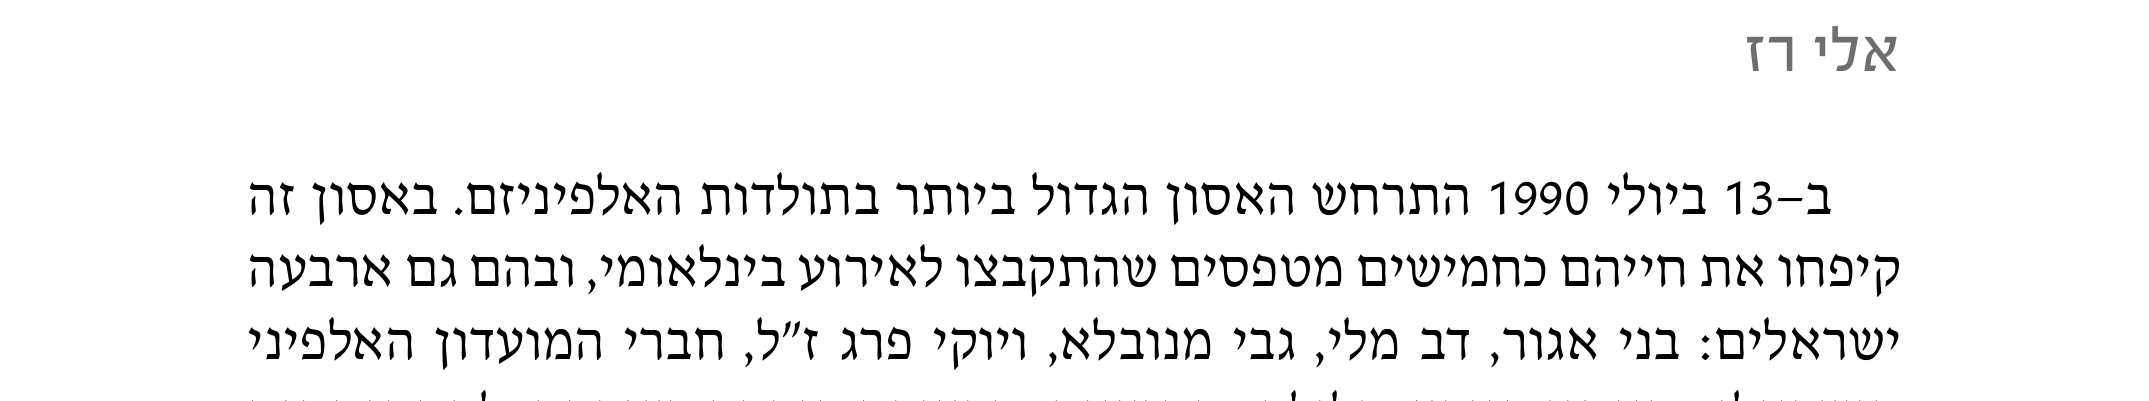 אלי רז
ב–13 ביולי 1990 התרחש האסון הגדול ביותר בתולדות האלפיניזם. באסון זה
קיפחו את חייהם כחמישים מטפסים שהתקבצו לאירוע בינלאומי, ובהם גם ארבעה
ישראלים: בני אגור, דב מלי, גבי מנובלא, ויוקי פרג ז"ל, חברי המועדון האלפיני